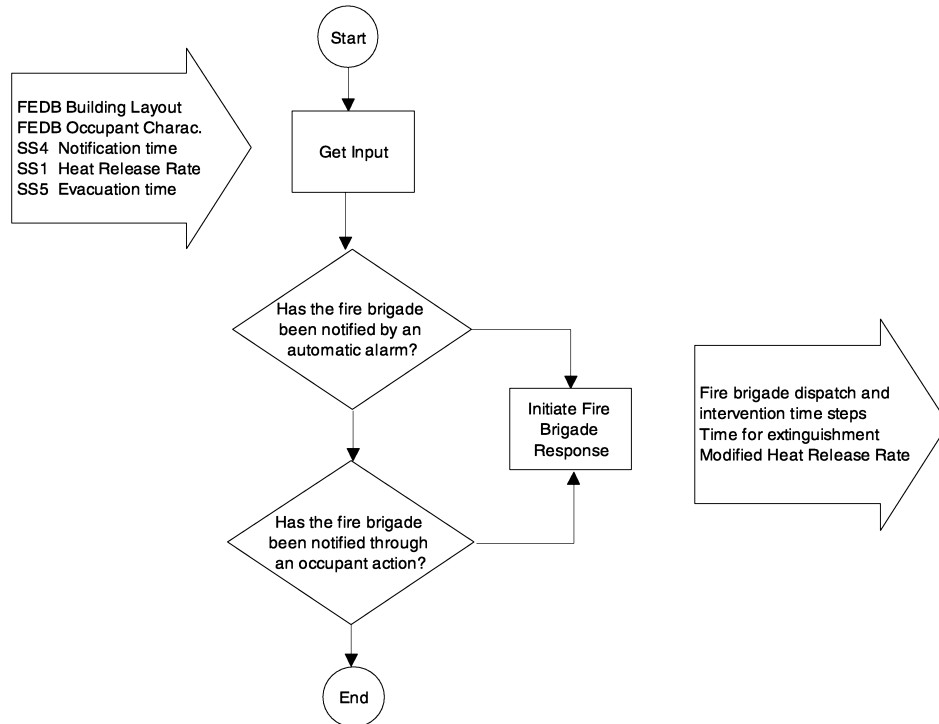 Start
FEDB Building Layout
FEDB Occupant Charac.
SS4 Notification time
SS1 Heat Release Rate
SS5 Evacuation time
Get Input
Has the fire brigade
been notified by an
automatic alarm?
Initiate Fire
Brigade
Response
Fire brigade dispatch and
intervention time steps
Time for extinguishment
Modified Heat Release Rate
Has the fire brigade
been notified through
an occupant action?
End